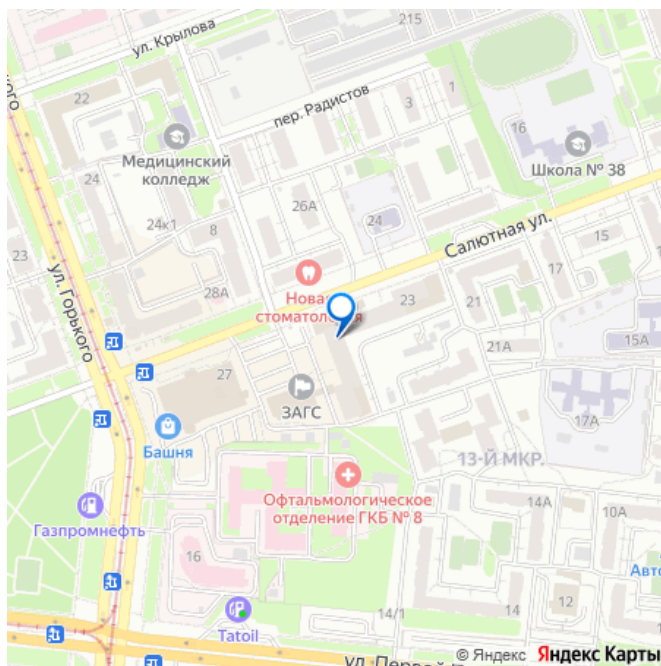 215
ул. Крылова
22
пер. Радистов
3
1
16
Медицинский
колледж
Школа № 38
24
24к1
8
26А
24
Салютная ул.
15
17
23
ул. Горького
28А
Новая
стоматология
23
21
15А
21А
27
ЗАГС
17А
Башня
13-Й МКР.
Офтальмологическое
отделение ГКБ № 8
Газпромнефть
14А
10А
16
Tatoil
14/1
14
12
Авто
ул. Первой
© Яндекс Яндекс Карты